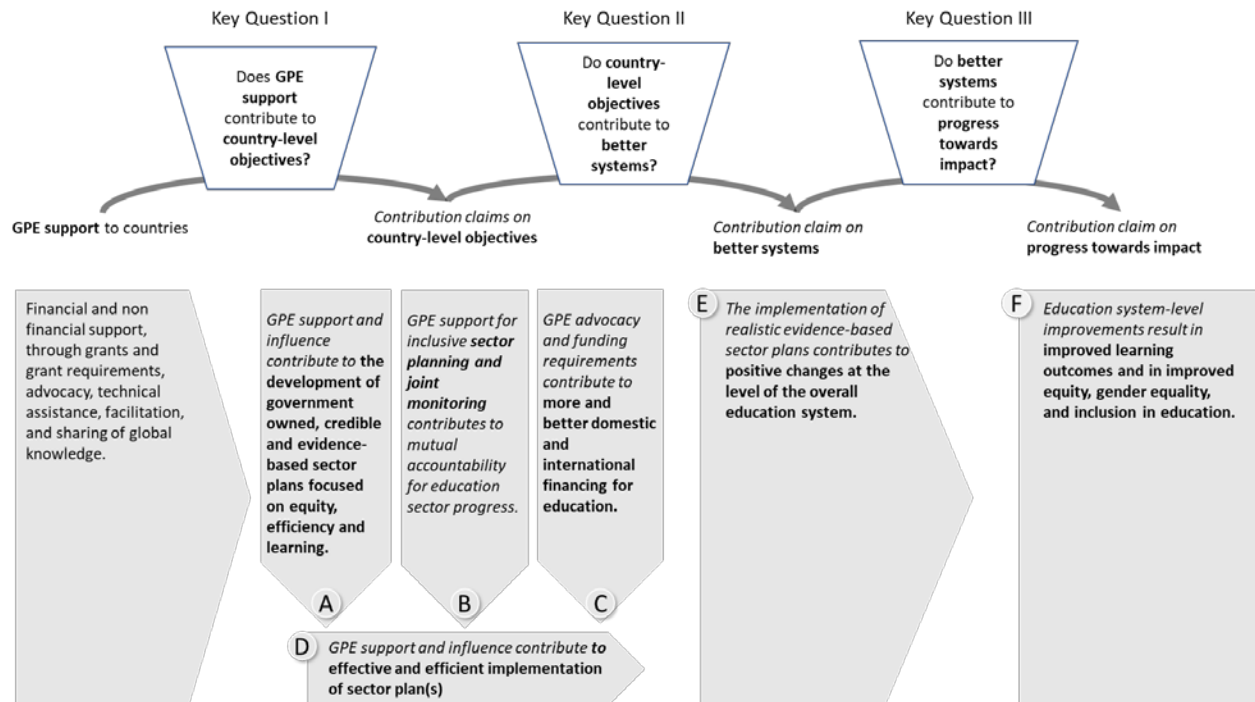 Key Question I
Key Question II
Key Question III
Does GPE
support
contribute to
country-level
objectives?
Do country-
level
objectives
contribute to
better
systems?
Do better
systems
contribute to
progress
towards
impact?
GPE support to countries
Contribution claims on
country-level objectives
Contribution claim on
better systems
Contribution claim on
progress towards impact
Financial and non
financial support,
through grants and
grant requirements,
advocacy, technical
assistance, facilitation,
and sharing of global
knowledge.
GPE support and
influence contribute
to the
development of
government
owned, credible
and evidence-
based sector
plans focused
on equity,
efficiency and
learning.
A
GPE support for
inclusive sector
planning and
joint
monitoring
contributes to
mutual
accountability
for education
sector progress.
B
GPE advocacy
and funding
requirements
contribute to
more and
better domestic
and
international
financing for
education.
C
D
GPE support and influence contribute to
effective and efficient implementation
of sector plan(s)
E
The implementation of
realistic evidence-based
sector plans contributes to
positive changes at the
level of the overall
education system.
F
Education system-level
improvements result in
improved learning
outcomes and in improved
equity, gender equality,
and inclusion in education.